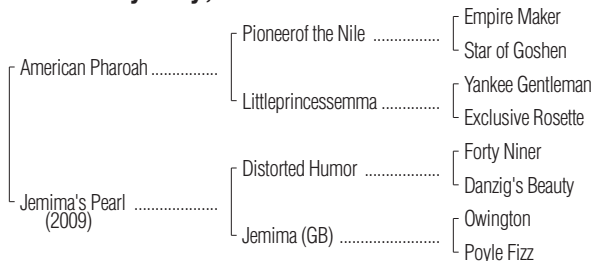 American Pharoah ................
Jemima's Pearl ....................
(2009)
Pioneerof the Nile ................
Littleprincessemma ..............
Distorted Humor ..................
Jemima (GB) ........................
Empire Maker
Star of Goshen
Yankee Gentleman
Exclusive Rosette
Forty Niner
Danzig's Beauty
Owington
Poyle Fizz